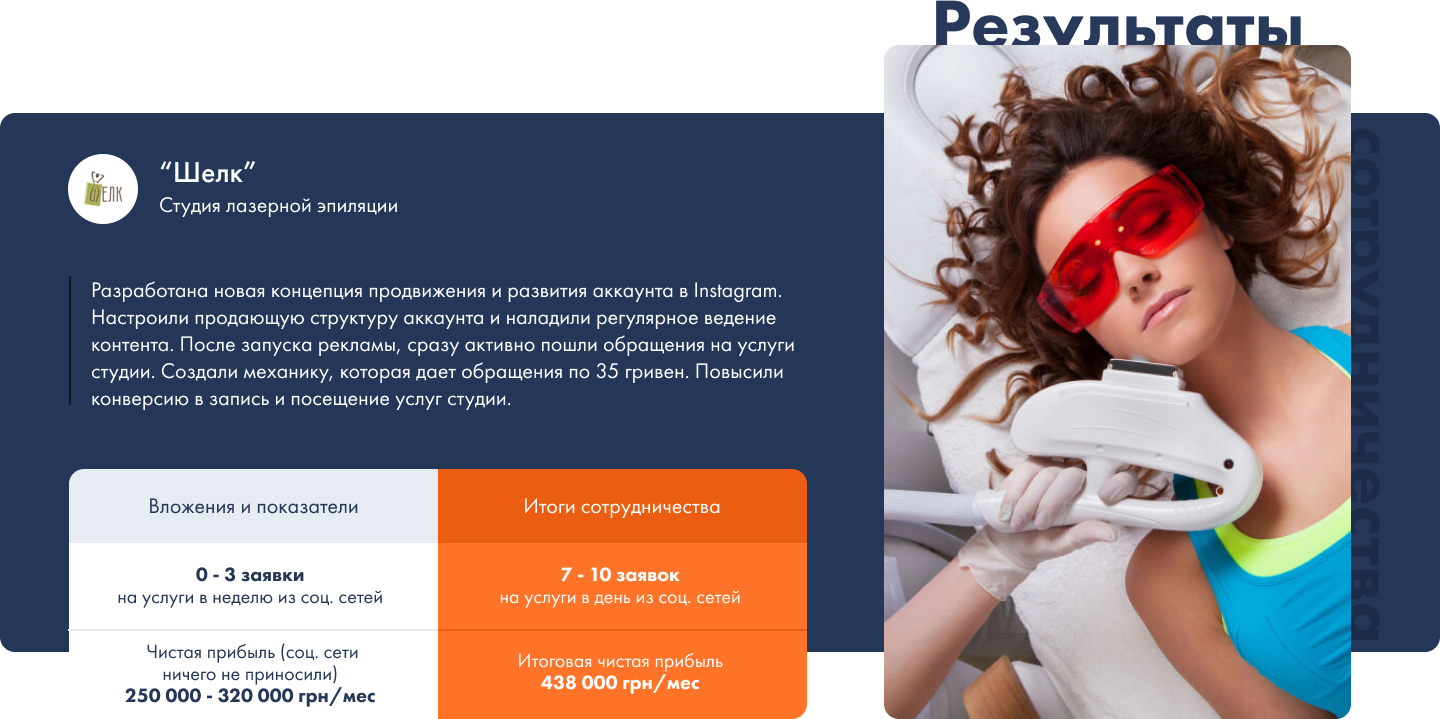 Результаты
сотрудничества
ШЕЛК
“Шелк”
Студия лазерной эпиляции
Разработана новая концепция продвижения и развития аккаунта в Instagram.
Настроили продающую структуру аккаунта и наладили регулярное ведение
контента. После запуска рекламы, сразу активно пошли обращения на услуги
студии. Создали механику, которая дает обращения по 35 гривен. Повысили
конверсию в запись и посещение услуг студии.
Вложения и показатели
Итоги сотрудничества
0 - 3 заявки
на услуги в неделю из соц. сетей
7 - 10 заявок
на услуги в день из соц. сетей
Чистая прибыль (соц. сети
ничего не приносили)
250 000 - 320 000 грн/мес
Итоговая чистая прибыль
438 000 грн/мес